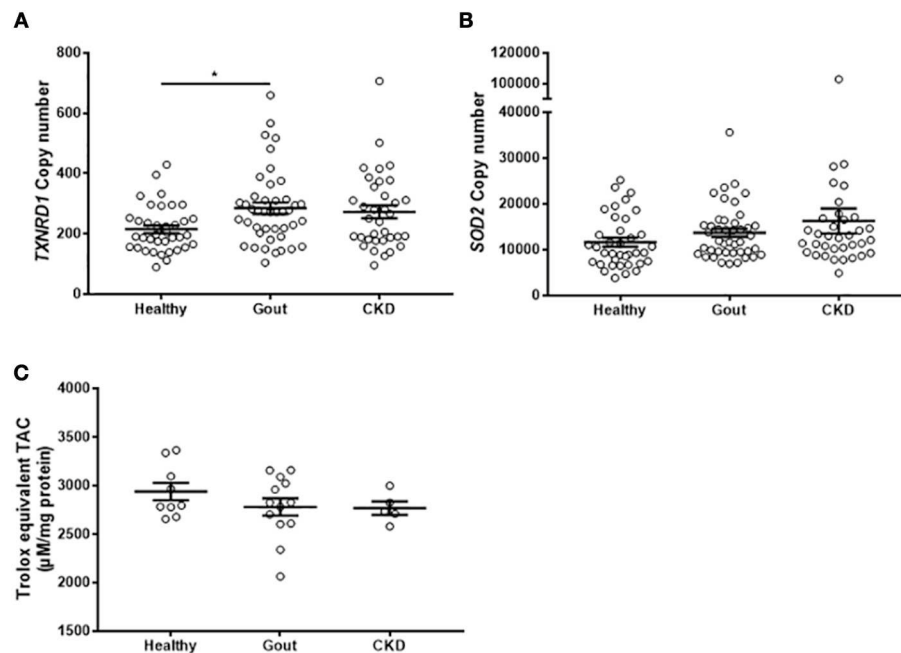 A
TXNRD1 Copy number
800
600
400
200
0
*
Healthy Gout CKD
B
SOD2 Copy number
120000
100000
80000
40000
30000
20000
10000
0
Healthy Gout CKD
C
Trolox equivalent TAC
(µM/mg protein)
4000
3500
3000
2500
2000
1500
Healthy Gout CKD